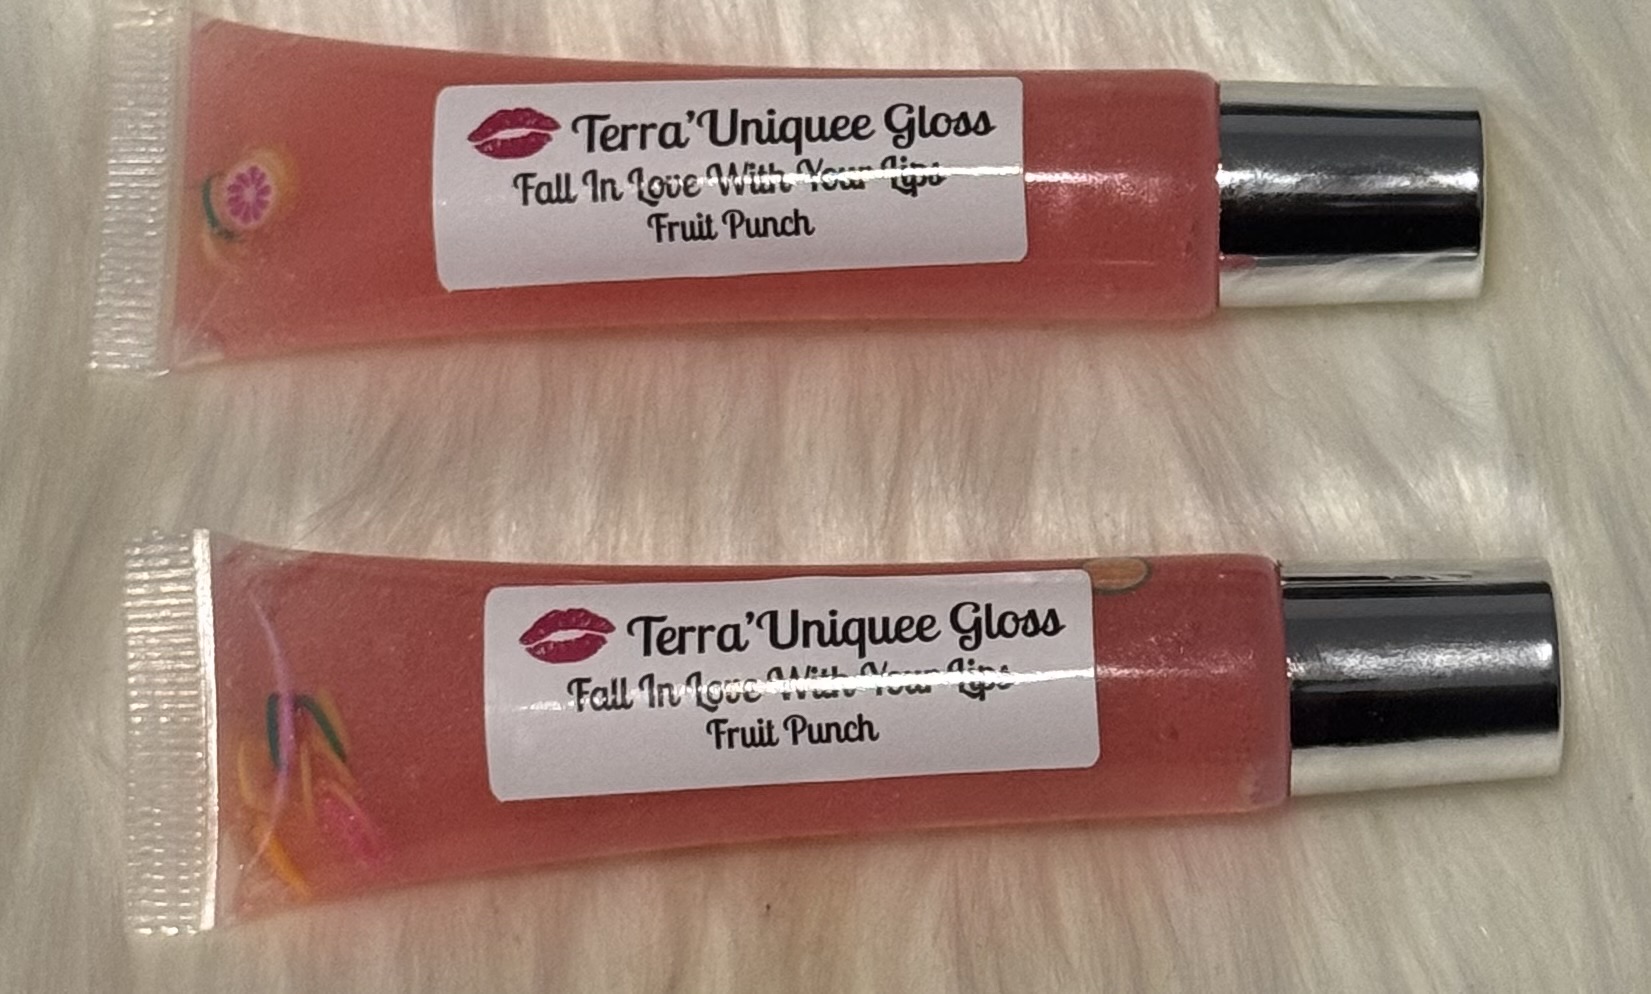 Terra'Uniquee Gloss
Fall In Love With Your Lips
Fruit Punch
Terra'Uniquee Gloss
Fall In Love With Your Lips
Fruit Punch